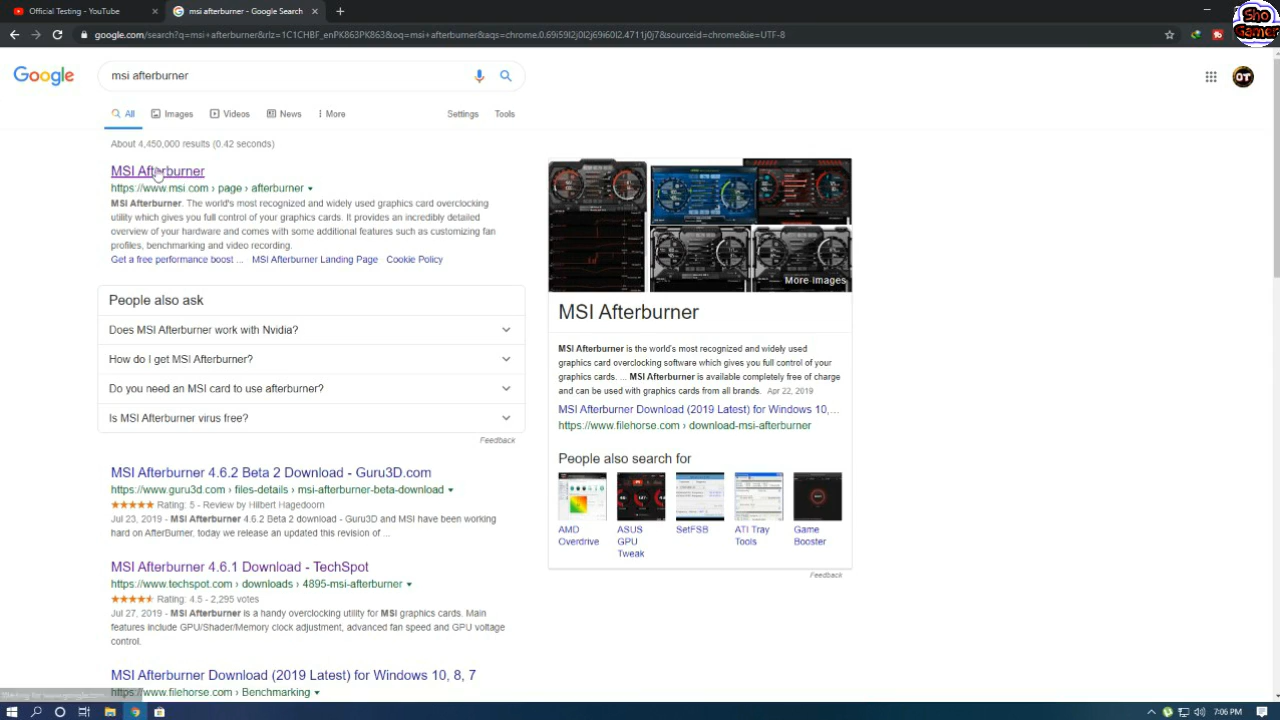 Official Testing - YouTube
msi afterburner - Google Search
google.com/search?q=msi+afterburner&rlz=1C1CHBF_enPK863PK863&oq=msi+afterburner&aqs=chrome.0.69i59l2j0l2j69i60l2.4711j0j7&sourceid=chrome&ie=UTF-8
Sho
Gamer
Google
msi afterburner
OT
All
Images
Videos
News
More
Settings
Tools
About 4,450,000 results (0.42 seconds)
MSI Afterburner
https://www.msi.com › page › afterburner
MSI Afterburner. The world's most recognized and widely used graphics card overclocking
utility which gives you full control of your graphics cards. It provides an incredibly detailed
overview of your hardware and comes with some additional features such as customizing fan
profiles, benchmarking and video recording.
Get a free performance boost ... MSI Afterburner Landing Page Cookie Policy
People also ask
Does MSI Afterburner work with Nvidia?
How do I get MSI Afterburner?
Do you need an MSI card to use afterburner?
Is MSI Afterburner virus free?
Feedback
MSI Afterburner 4.6.2 Beta 2 Download - Guru3D.com
https://www.guru3d.com › files-details › msi-afterburner-beta-download
Rating: 5 - Review by Hilbert Hagedoorn
Jul 23, 2019 - MSI Afterburner 4.6.2 Beta 2 download - Guru3D and MSI have been working
hard on AfterBurner, today we release an updated this revision of ...
MSI Afterburner 4.6.1 Download - TechSpot
https://www.techspot.com › downloads › 4895-msi-afterburner
Rating: 4.5 - 2,295 votes
Jul 27, 2019 - MSI Afterburner is a handy overclocking utility for MSI graphics cards. Main
features include GPU/Shader/Memory clock adjustment, advanced fan speed and GPU voltage
control.
MSI Afterburner Download (2019 Latest) for Windows 10, 8, 7
https://www.filehorse.com › Benchmarking
More Images
MSI Afterburner
MSI Afterburner is the world's most recognized and widely used
graphics card overclocking software which gives you full control of your
graphics cards. ... MSI Afterburner is available completely free of charge
and can be used with graphics cards from all brands. Apr 22, 2019
MSI Afterburner Download (2019 Latest) for Windows 10,...
https://www.filehorse.com › download-msi-afterburner
People also search for
AMD
Overdrive
ASUS
GPU
Tweak
SetFSB
ATI Tray
Tools
Game
Booster
Feedback
Waiting for www.google.com...
7:06 PM